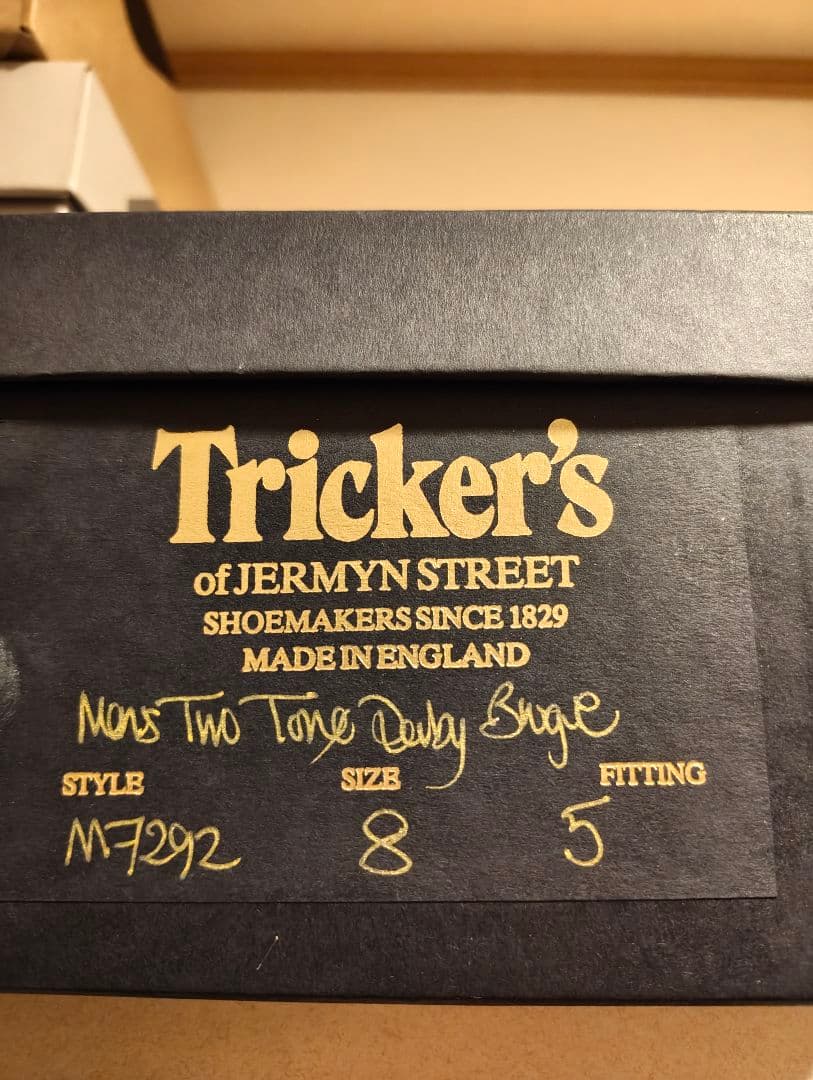 Tricker's
of JERMYN STREET
SHOEMAKERS SINCE 1829
MADE IN ENGLAND
Mens Two Tone Derby Brogue
STYLE SIZE FITTING
M7292 8 5